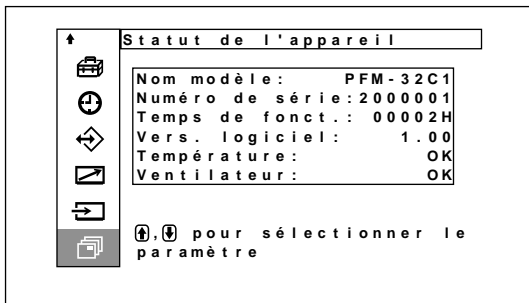 Statut de l'appareil
Nom modèle: PFM-32C1
Numéro de série:2000001
Temps de fonct.: 00002H
Vers. logiciel: 1.00
Température: OK
Ventilateur: OK
, pour sélectionner le
paramètre